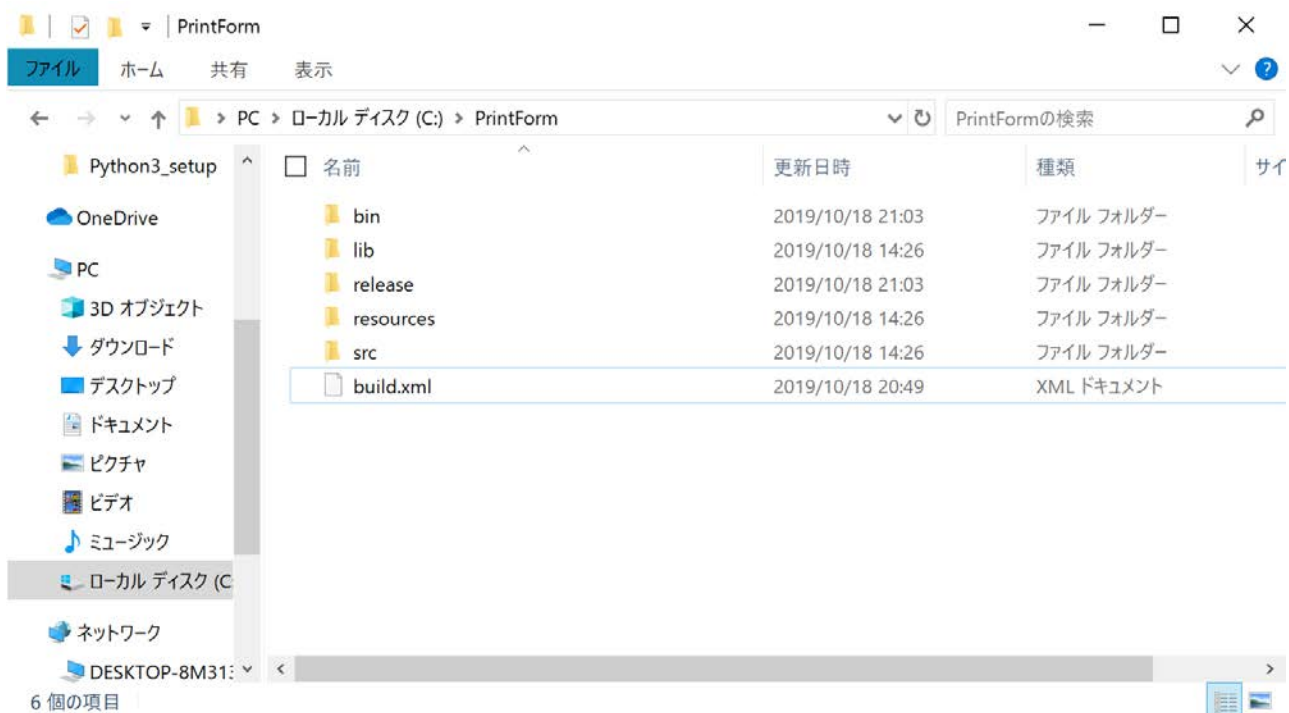 PrintForm
ファイル ホーム 共有 表示
PC > ローカル ディスク (C:) > PrintForm
PrintFormの検索
名前 更新日時 種類 サイ
Python3_setup
OneDrive
PC
3D オブジェクト
ダウンロード
デスクトップ
ドキュメント
ピクチャ
ビデオ
ミュージック
ローカル ディスク (C
ネットワーク
DESKTOP-8M313
bin 2019/10/18 21:03 ファイル フォルダー
lib 2019/10/18 14:26 ファイル フォルダー
release 2019/10/18 21:03 ファイル フォルダー
resources 2019/10/18 14:26 ファイル フォルダー
src 2019/10/18 14:26 ファイル フォルダー
build.xml 2019/10/18 20:49 XML ドキュメント
6 個の項目